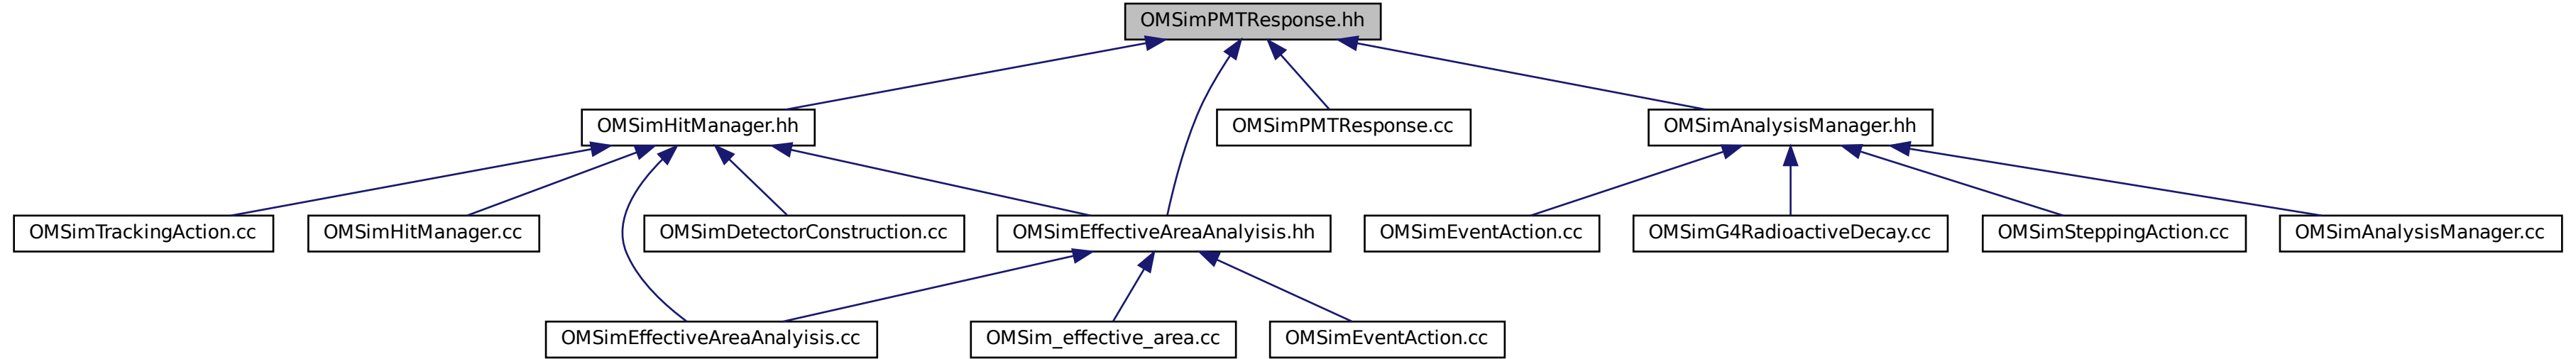 OMSimPMTResponse.hh
OMSimHitManager.hh
OMSimPMTResponse.cc
OMSimAnalysisManager.hh
OMSimTrackingAction.cc
OMSimHitManager.cc
OMSimDetectorConstruction.cc
OMSimEffectiveAreaAnalyisis.hh
OMSimEventAction.cc
OMSimG4RadioactiveDecay.cc
OMSimSteppingAction.cc
OMSimAnalysisManager.cc
OMSimEffectiveAreaAnalyisis.cc
OMSim_effective_area.cc
OMSimEventAction.cc